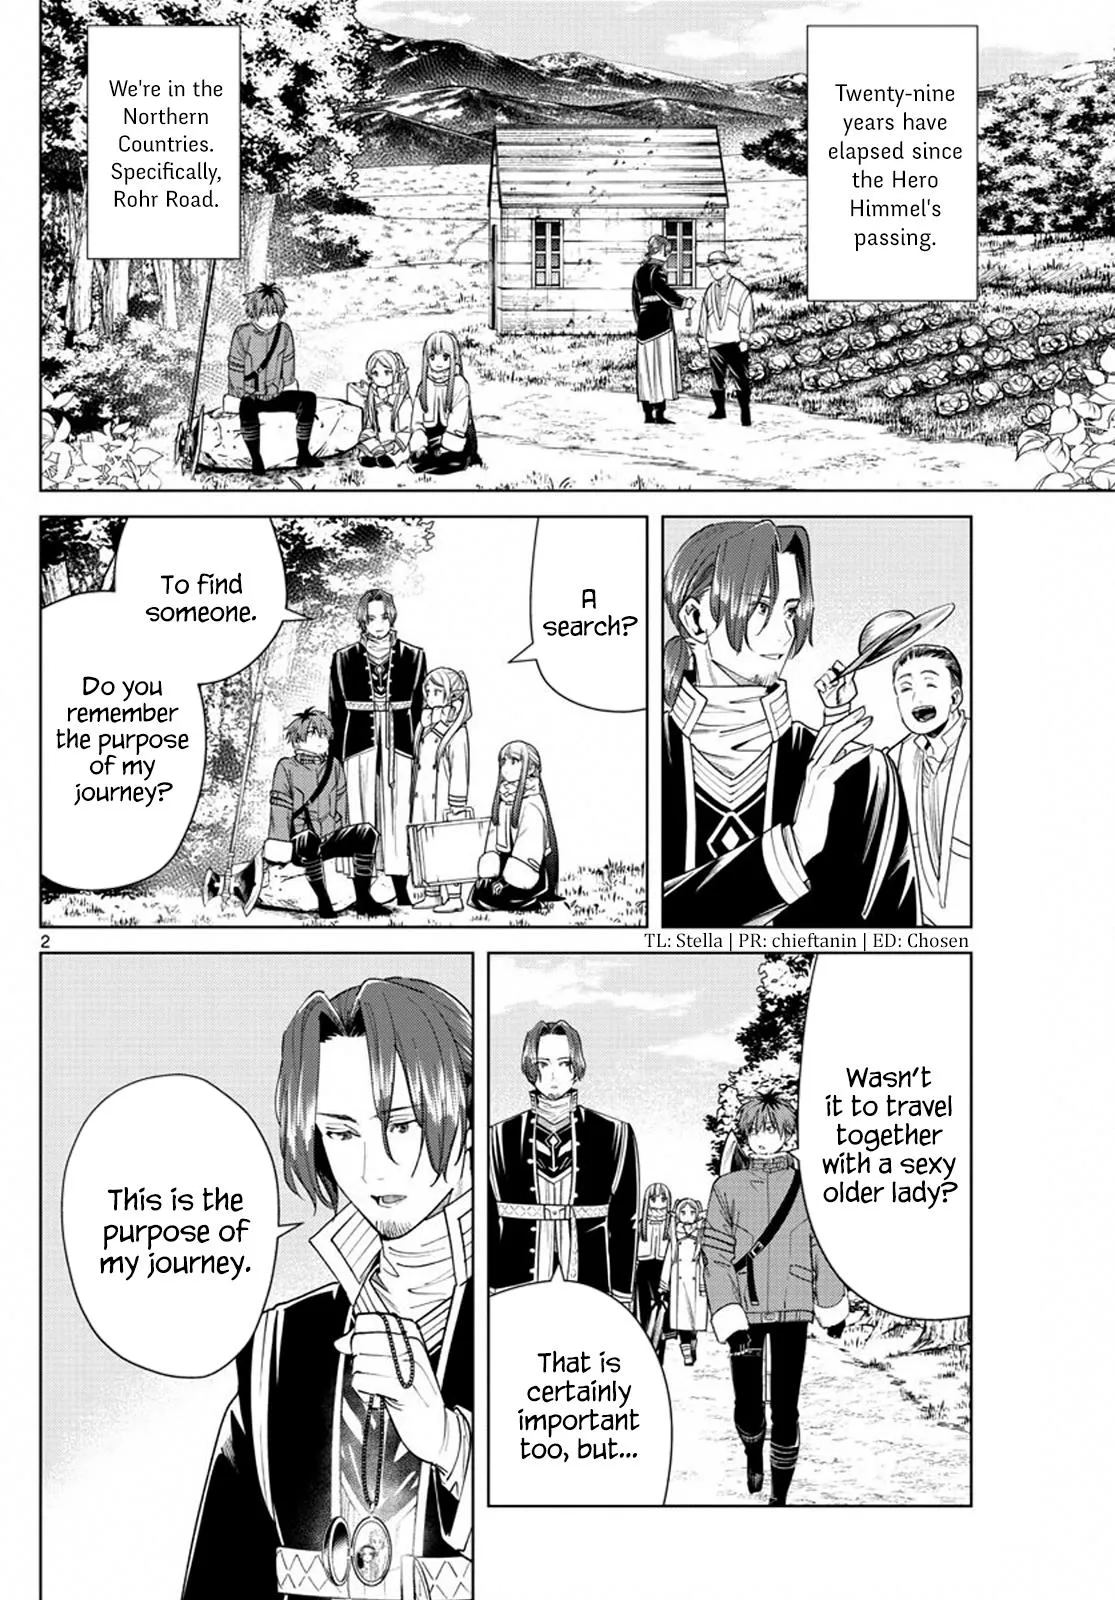 Twenty-nine
years have
elapsed since
the Hero
Himmel's
passing.
We're in the
Northern
Countries.
Specifically,
Rohr Road.
A
search?
To find
someone.
Do you
remember
the purpose
of my
journey?
2
TL: Stella | PR: chieftanin | ED: Chosen
Wasn't
it to travel
together
with a sexy
older lady?
That is
certainly
important
too, but...
This is the
purpose of
my journey.